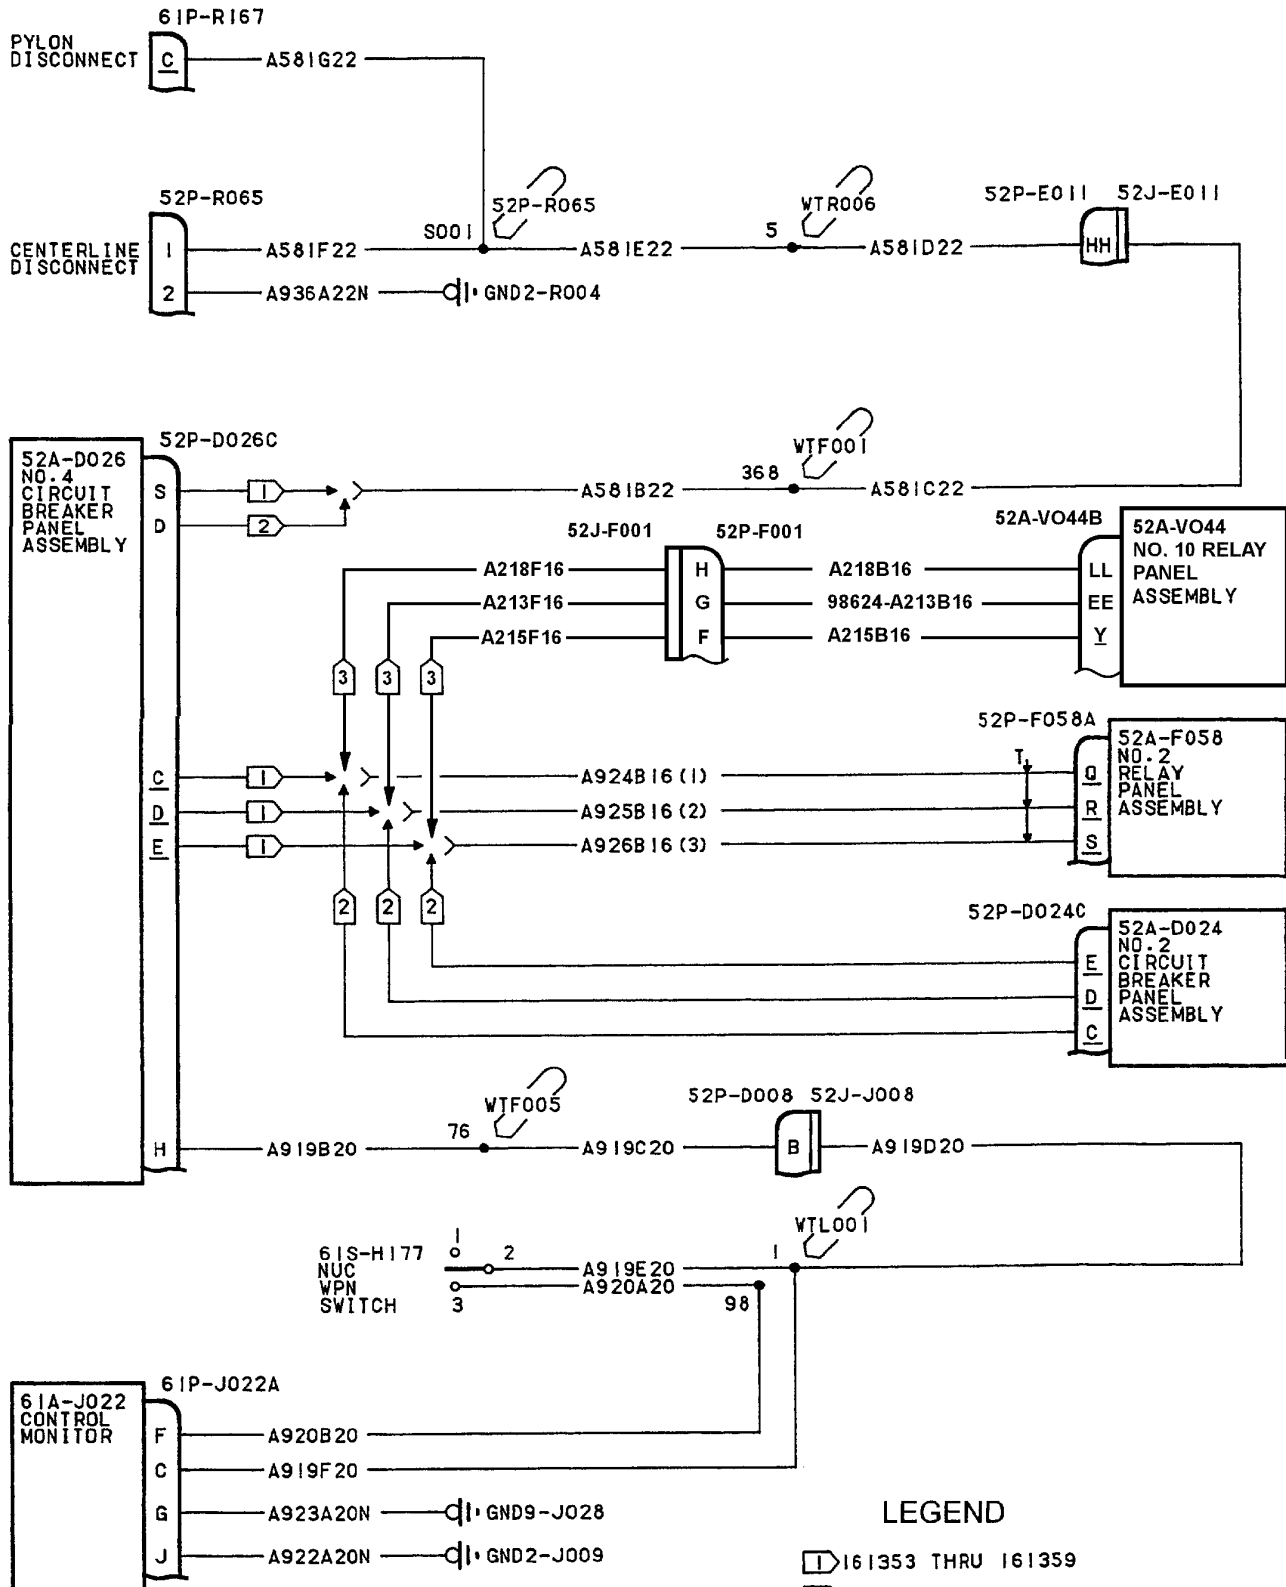 61P-R167
PYLON
DISCONNECT
C
A581G22
52P-R065
52P-R065
WTR006
52P-E011 52J-E011
CENTERLINE
DISCONNECT
1
A581F22
S001
A581E22
5
A581D22
HH
2
A936A22N
GND2-R004
52P-D026C
52A-D026
NO.4
CIRCUIT
BREAKER
PANEL
ASSEMBLY
S
1
A581B22
368
WTF001
A581C22
D
2
52J-F001
52P-F001
52A-VO44B
52A-VO44
NO. 10 RELAY
PANEL
ASSEMBLY
A218F16
H
A218B16
LL
A213F16
G
98624-A213B16
EE
A215F16
F
A215B16
Y
3
3
3
52P-F058A
52A-F058
NO.2
RELAY
PANEL
ASSEMBLY
T
C
1
A924B16(1)
Q
D
1
A925B16(2)
R
E
1
A926B16(3)
S
2
2
2
52P-D024C
52A-D024
NO.2
CIRCUIT
BREAKER
PANEL
ASSEMBLY
E
D
C
WTF005
52P-D008 52J-J008
H
A919B20
76
A919C20
B
A919D20
WTL001
61S-H177
NUC
WPN
SWITCH
1
2
3
A919E20
1
A920A20
98
61P-J022A
61A-J022
CONTROL
MONITOR
F
A920B20
C
A919F20
G
A923A20N
GND9-J028
J
A922A20N
GND2-J009
LEGEND
1 161353 THRU 161359